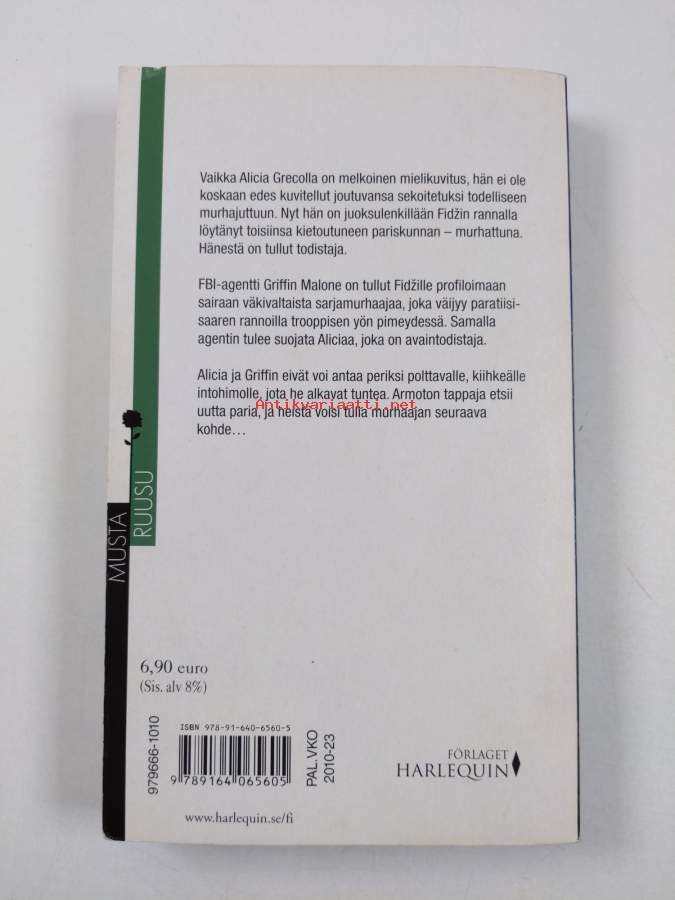 Vaikka Alicia Grecolla on melkoinen mielikuvitus, hän ei ole
koskaan edes kuvitellut joutuvansa sekoitetuksi todelliseen
murhajuttuun. Nyt hän on juoksulenkillään Fidžin rannalla
löytänyt toisiinsa kietoutuneen pariskunnan – murhattuna.
Hänestä on tullut todistaja.
FBI-agentti Griffin Malone on tullut Fidžille profiloimaan
sairaan väkivaltaista sarjamurhaajaa, joka väijyy paratiisi-
saaren rannoilla trooppisen yön pimeydessä. Samalla
agentin tulee suojata Aliciaa, joka on avaintodistaja.
Alicia ja Griffin eivät voi antaa periksi polttavalle, kiihkeälle
intohimolle, jota he alkavat tuntea. Armoton tappaja etsii
Antikvariaatti.net
uutta paria, ja heistä voisi tulla murhaajan seuraava
kohde…
MUSTA
RUUSU
6,90 euro
(Sis. alv 8%)
979666-1010
ISBN 978-91-640-6560-5
9 789164 065605
PAL.VKO
2010-23
FÖRLAGET
HARLEQUIN
www.harlequin.se/fi